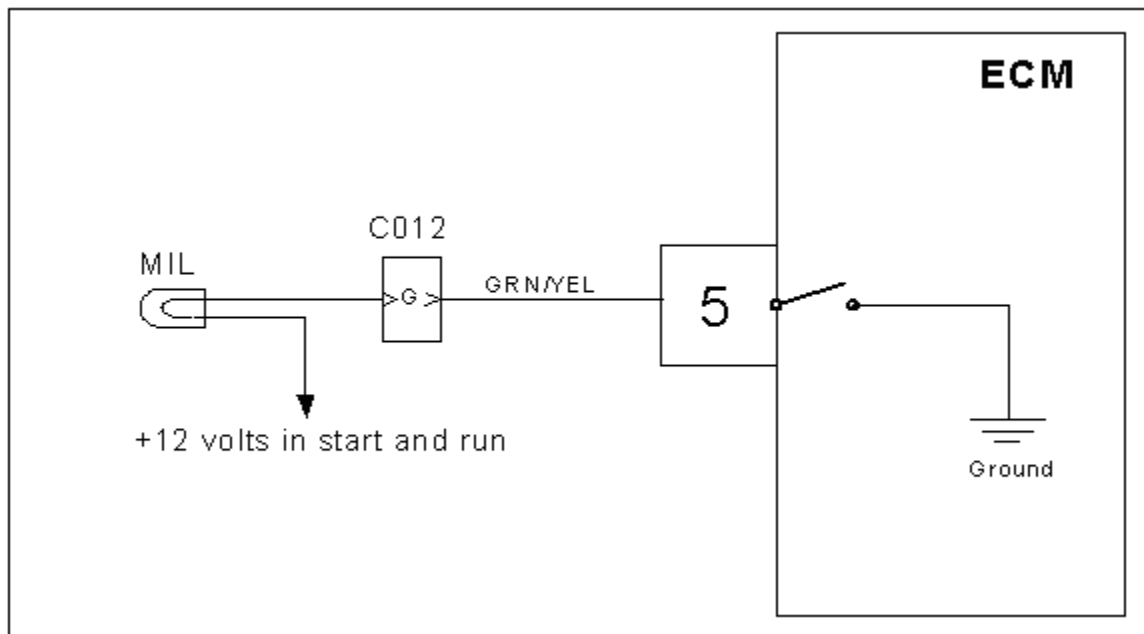 ECM
C012
MIL
G
GRN/YEL
5
+12 volts in start and run
Ground